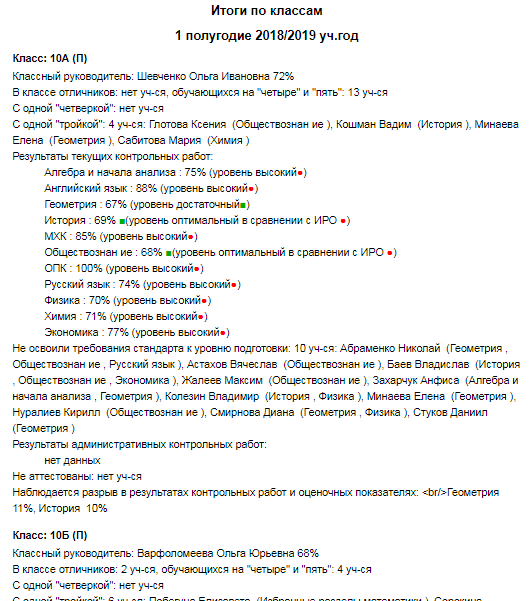 Итоги по классам
1 полугодие 2018/2019 уч.год
Класс: 10А (П)
Классный руководитель: Шевченко Ольга Ивановна 72%
В классе отличников: нет уч-ся, обучающихся на "четыре" и "пять": 13 уч-ся
С одной "четверкой": нет уч-ся
С одной "тройкой": 4 уч-ся: Глотова Ксения (Обществознан ие ), Кошман Вадим (История ), Минаева
Елена (Геометрия ), Сабитова Мария (Химия )
Результаты текущих контрольных работ:
Алгебра и начала анализа : 75% (уровень высокий●)
Английский язык : 88% (уровень высокий●)
Геометрия : 67% (уровень достаточный■)
История : 69% ■(уровень оптимальный в сравнении с ИРО ●)
МХК : 85% (уровень высокий●)
Обществознан ие : 68% ■(уровень оптимальный в сравнении с ИРО ●)
ОПК : 100% (уровень высокий●)
Русский язык : 74% (уровень высокий●)
Физика : 70% (уровень высокий●)
Химия : 71% (уровень высокий●)
Экономика : 77% (уровень высокий●)
Не освоили требования стандарта к уровню подготовки: 10 уч-ся: Абраменко Николай (Геометрия ,
Обществознан ие , Русский язык ), Астахов Вячеслав (Обществознан ие ), Баев Владислав (История
, Обществознан ие , Экономика ), Жалеев Максим (Обществознан ие ), Захарчук Анфиса (Алгебра и
начала анализа , Геометрия ), Колезин Владимир (История , Физика ), Минаева Елена (Геометрия ),
Нуралиев Кирилл (Обществознан ие ), Смирнова Диана (Геометрия , Физика ), Стуков Даниил
(Геометрия )
Результаты административных контрольных работ:
нет данных
Не аттестованы: нет уч-ся
Наблюдается разрыв в результатах контрольных работ и оценочных показателях: <br/>Геометрия
11%, История 10%
Класс: 10Б (П)
Классный руководитель: Варфоломеева Ольга Юрьевна 68%
В классе отличников: 2 уч-ся, обучающихся на "четыре" и "пять": 4 уч-ся
С одной "четверкой": нет уч-ся